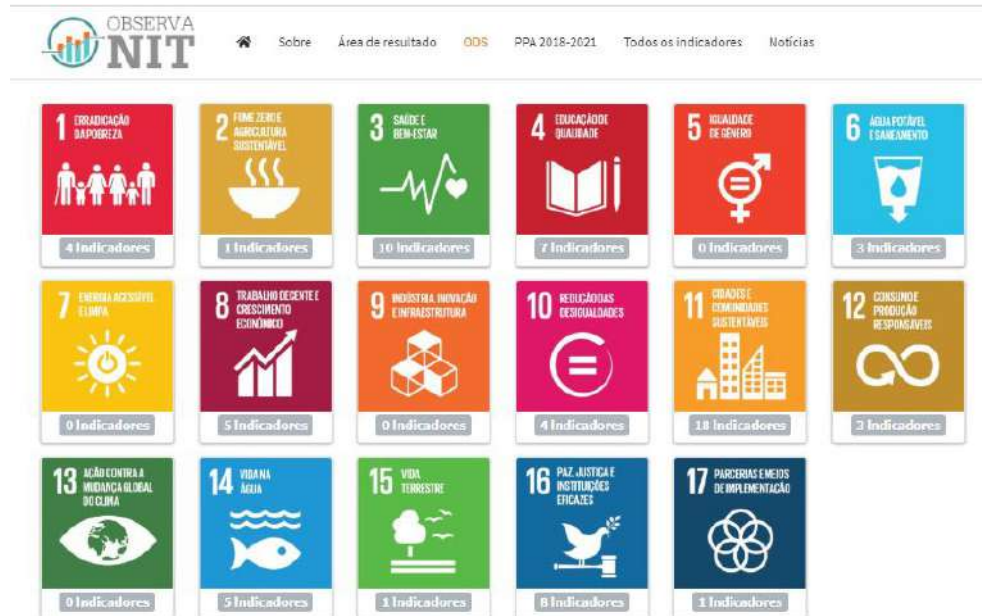 OBSERVA
NIT
Sobre Área de resultado ODS PPA 2018-2021 Todos os indicadores Notícias
1 ERRADICAÇÃO
DA POBREZA
4 Indicadores
2 FOME ZERO E
AGRICULTURA
SUSTENTÁVEL
1 Indicadores
3 SAÚDE E
BEM-ESTAR
10 Indicadores
4 EDUCAÇÃO DE
QUALIDADE
7 Indicadores
5 IGUALDADE
DE GÊNERO
0 Indicadores
6 ÁGUA POTÁVEL
E SANEAMENTO
3 Indicadores
7 ENERGIA ACESSÍVEL
E LIMPA
0 Indicadores
8 TRABALHO DECENTE E
CRESCIMENTO
ECONÔMICO
5 Indicadores
9 INDÚSTRIA, INOVAÇÃO
E INFRAESTRUTURA
0 Indicadores
10 REDUÇÃO DAS
DESIGUALDADES
4 Indicadores
11 CIDADES E
COMUNIDADES
SUSTENTÁVEIS
18 Indicadores
12 CONSUMO E
PRODUÇÃO
RESPONSÁVEIS
Indicadores
13 AÇÃO CONTRA A
MUDANÇA GLOBAL
DO CLIMA
0 Indicadores
14 VIDA NA
ÁGUA
5 Indicadores
15 VIDA
TERRESTRE
1 Indicadores
16 PAZ, JUSTIÇA E
INSTITUIÇÕES
EFICAZES
8 Indicadores
17 PARCERIAS E MEIOS
DE IMPLEMENTAÇÃO
1 Indicadores